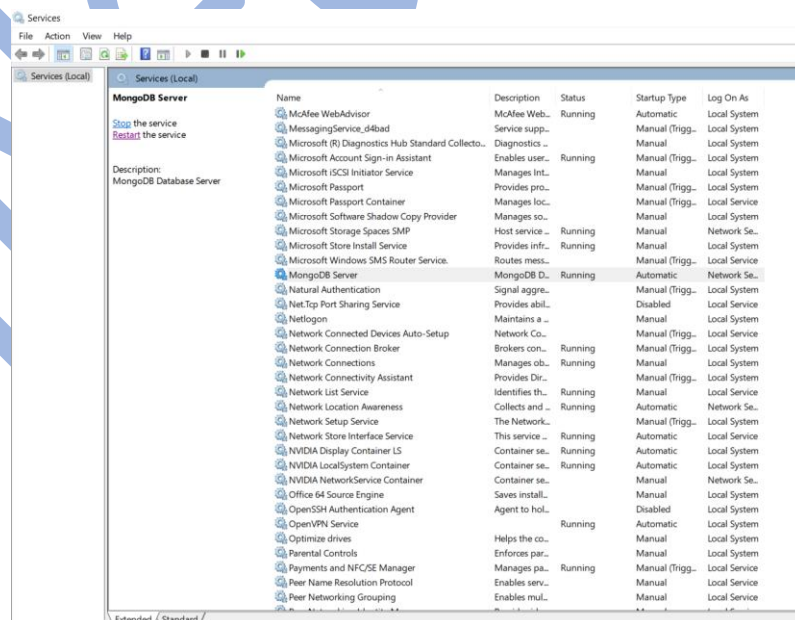 Services
File Action View Help
Services (Local)
Services (Local)
MongoDB Server
Stop the service
Restart the service
Description:
MongoDB Database Server
Name Description Status Startup Type Log On As
McAfee WebAdvisor McAfee Web... Running Automatic Local System
MessagingService_d4bad Service supp... Manual (Trigg... Local System
Microsoft (R) Diagnostics Hub Standard Collecto... Diagnostics ... Manual Local System
Microsoft Account Sign-in Assistant Enables user... Running Manual (Trigg... Local System
Microsoft iSCSI Initiator Service Manages Int... Manual Local System
Microsoft Passport Provides pro... Manual (Trigg... Local System
Microsoft Passport Container Manages loc... Manual (Trigg... Local Service
Microsoft Software Shadow Copy Provider Manages so... Manual Local System
Microsoft Storage Spaces SMP Host service ... Running Manual Network Se...
Microsoft Store Install Service Provides infr... Running Manual Local System
Microsoft Windows SMS Router Service. Routes mess... Manual (Trigg... Local Service
MongoDB Server MongoDB D... Running Automatic Network Se...
Natural Authentication Signal aggre... Manual (Trigg... Local System
Net.Tcp Port Sharing Service Provides abil... Disabled Local Service
Netlogon Maintains a ... Manual Local System
Network Connected Devices Auto-Setup Network Co... Manual (Trigg... Local Service
Network Connection Broker Brokers con... Running Manual (Trigg... Local System
Network Connections Manages ob... Running Manual Local System
Network Connectivity Assistant Provides Dir... Manual (Trigg... Local System
Network List Service Identifies th... Running Manual Local Service
Network Location Awareness Collects and ... Running Automatic Network Se...
Network Setup Service The Network... Manual (Trigg... Local System
Network Store Interface Service This service ... Running Automatic Local Service
NVIDIA Display Container LS Container se... Running Automatic Local System
NVIDIA LocalSystem Container Container se... Running Automatic Local System
NVIDIA NetworkService Container Container se... Manual Network Se...
Office 64 Source Engine Saves install... Manual Local System
OpenSSH Authentication Agent Agent to hol... Disabled Local System
OpenVPN Service Running Automatic Local System
Optimize drives Helps the co... Manual Local System
Parental Controls Enforces par... Manual Local System
Payments and NFC/SE Manager Manages pa... Running Manual (Trigg... Local Service
Peer Name Resolution Protocol Enables serv... Manual Local Service
Peer Networking Grouping Enables mul... Manual Local Service
Extended Standard